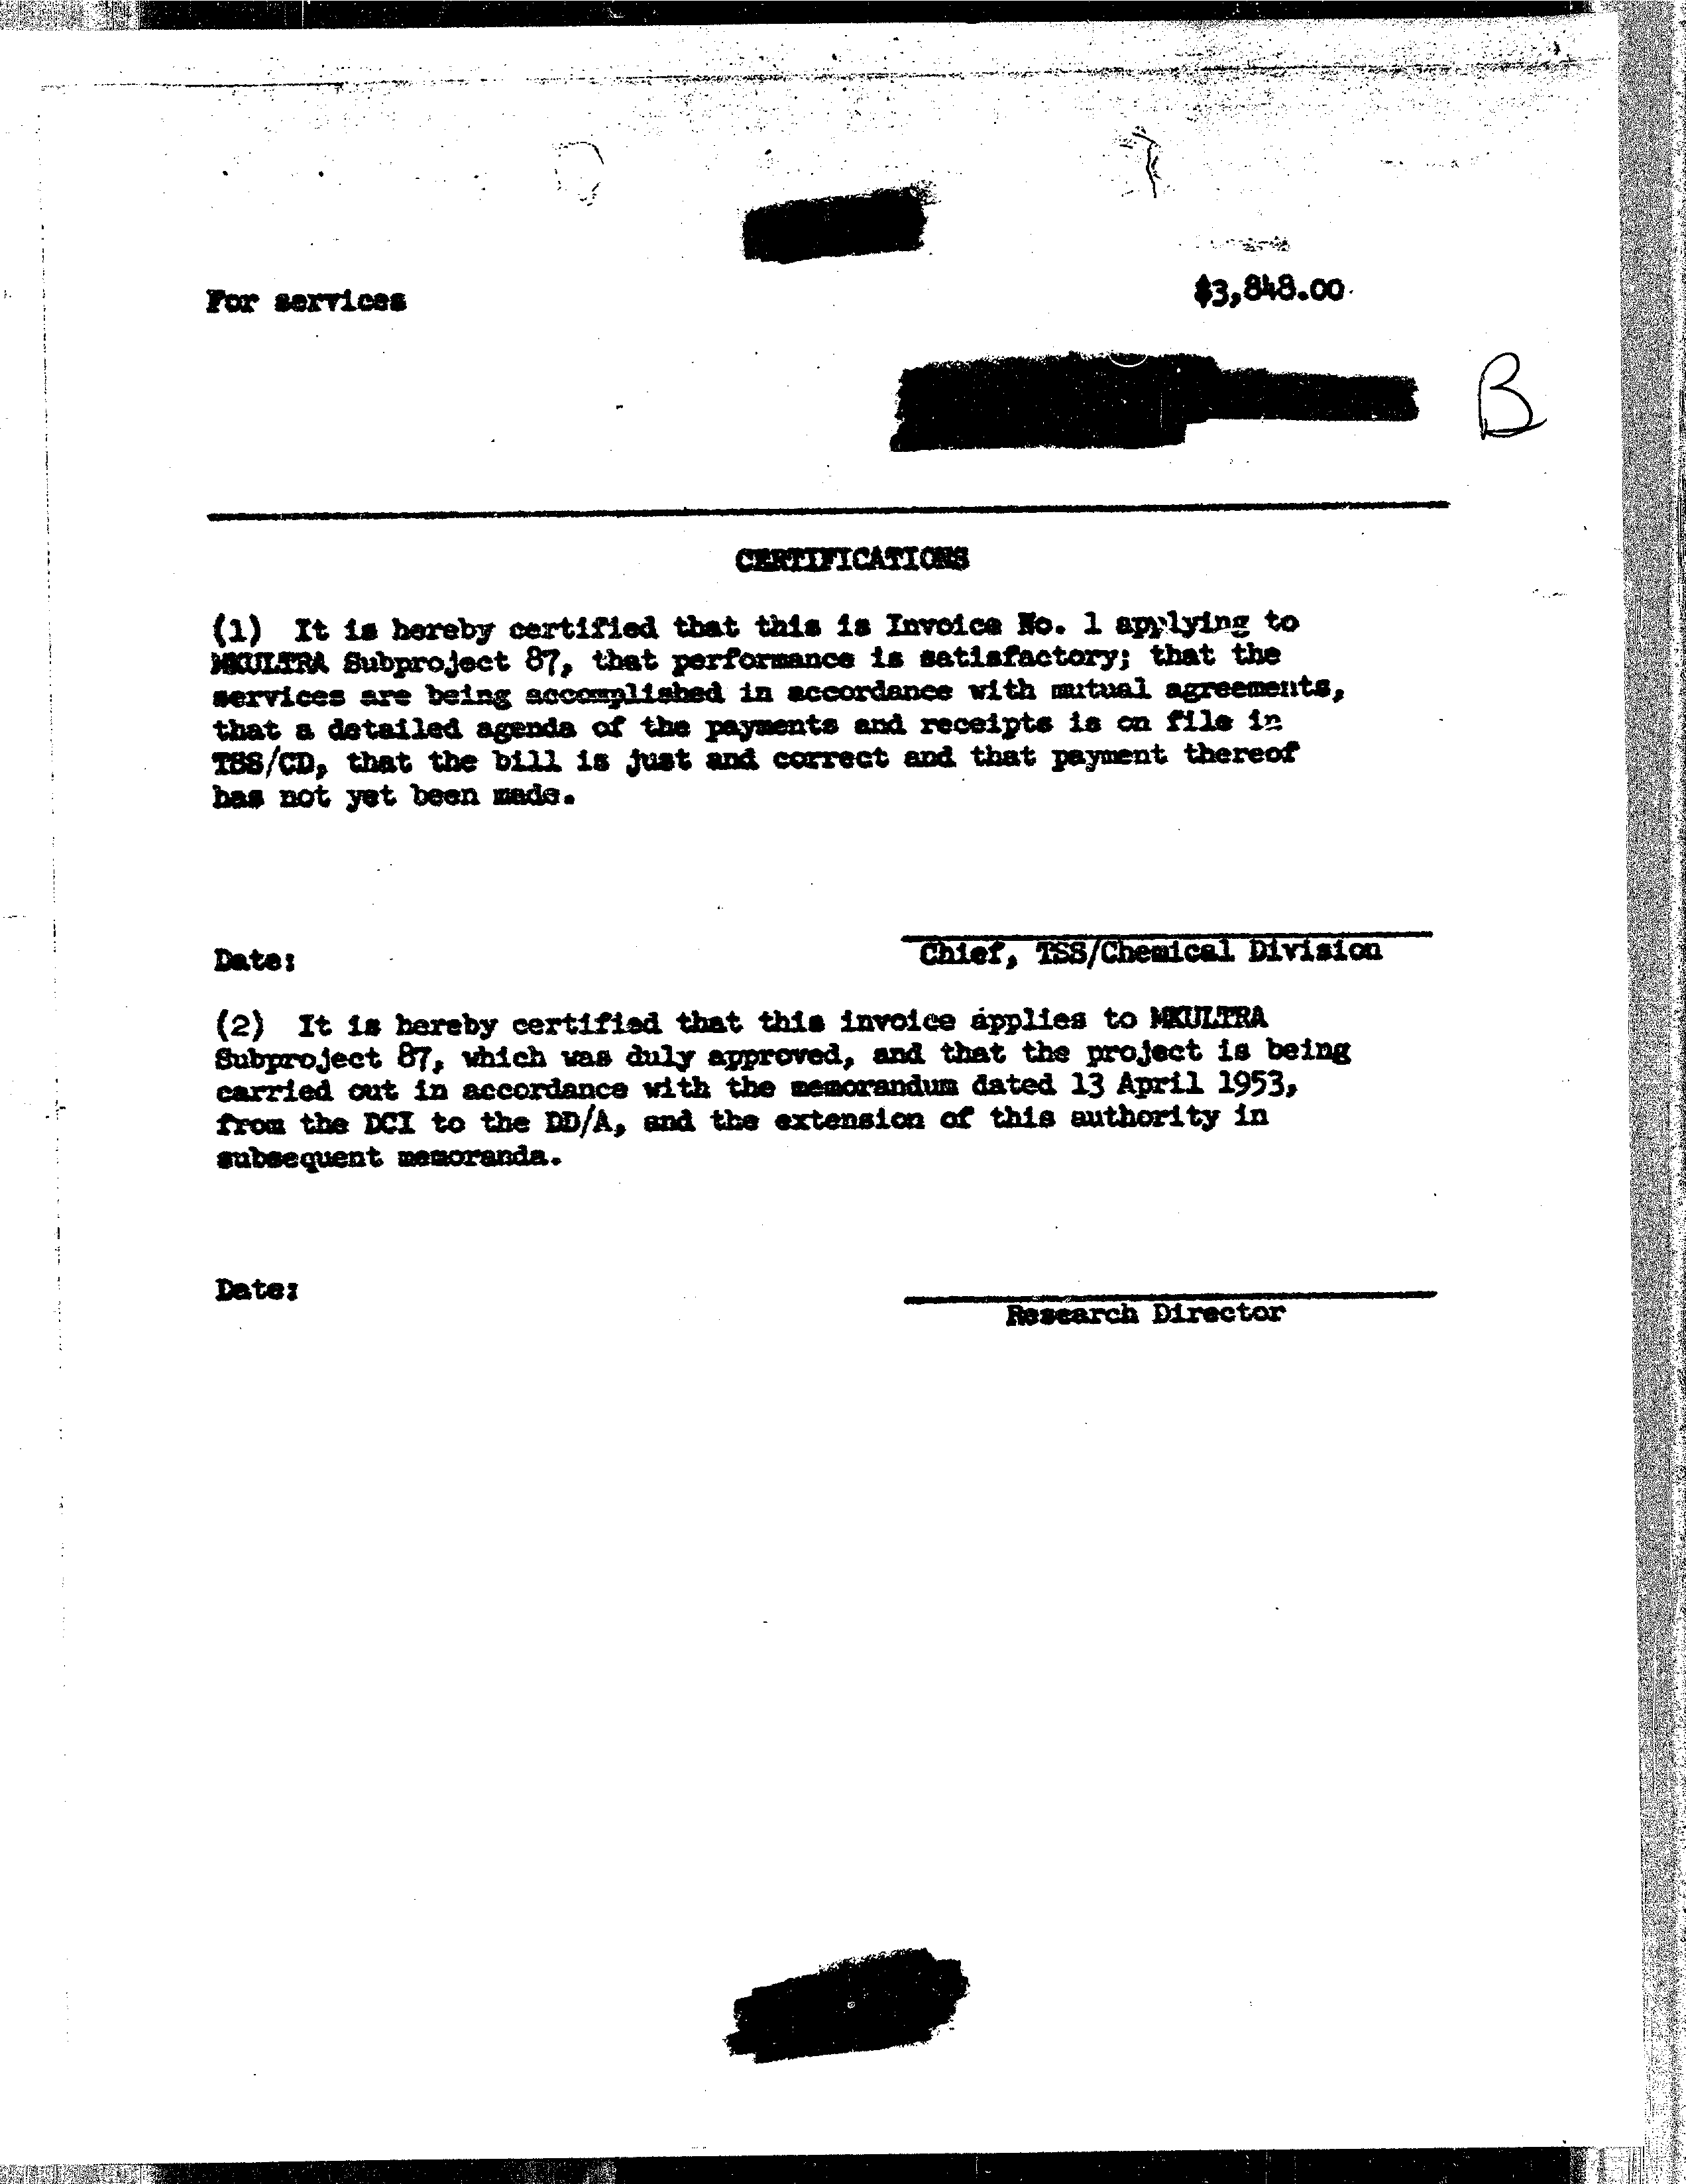 For services
$3,848.00
B
CERTIFICATIONS
(1) It is hereby certified that this is Invoice No. 1 applying to
MKULTRA Subproject 87, that performance is satisfactory; that the
services are being accomplished in accordance with mutual agreements,
that a detailed agenda of the payments and receipts is on file in
TSS/CD, that the bill is just and correct and that payment thereof
has not yet been made.
Date:
Chief, TSS/Chemical Division
(2) It is hereby certified that this invoice applies to MKULTRA
Subproject 87, which was duly approved, and that the project is being
carried out in accordance with the memorandum dated 13 April 1953,
from the DCI to the DD/A, and the extension of this authority in
subsequent memoranda.
Date:
Research Director